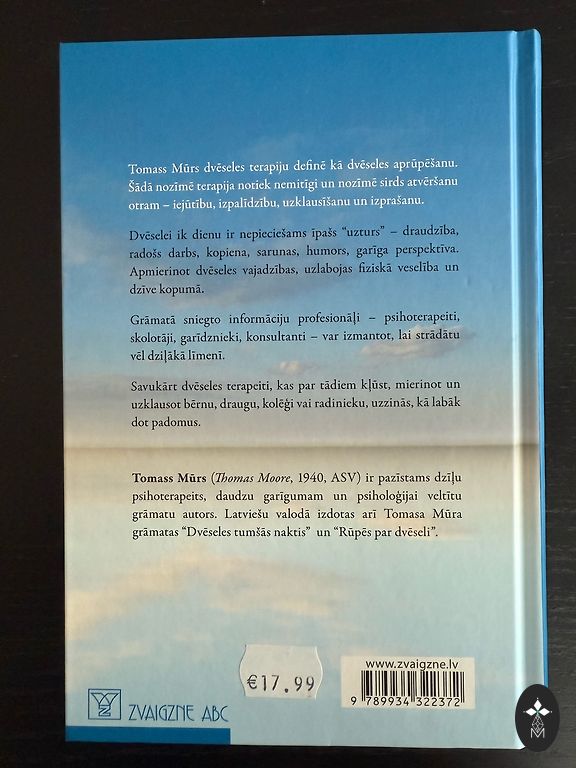 Tomass Mūrs dvēseles terapiju definē kā dvēseles aprūpēšanu.
Šādā nozīmē terapija notiek nemitīgi un nozīmē sirds atvēršanu
otram – iejūtību, izpalīdzību, uzklausīšanu un izprašanu.
Dvēselei ik dienu ir nepieciešams īpašs “uzturs” – draudzība,
radošs darbs, kopiena, sarunas, humors, garīga perspektīva.
Apmierinot dvēseles vajadzības, uzlabojas fiziskā veselība un
dzīve kopumā.
Grāmatā sniegto informāciju profesionāļi – psihoterapeiti,
skolotāji, garīdznieki, konsultanti – var izmantot, lai strādātu
vēl dziļākā līmenī.
Savukārt dvēseles terapeiti, kas par tādiem kļūst, mierinot un
uzklausot bērnu, draugu, kolēģi vai radinieku, uzzinās, kā labāk
dot padomus.
Tomass Mūrs (Thomas Moore, 1940, ASV) ir pazīstams dziļu
psihoterapeits, daudzu garīgumam un psiholoģijai veltītu
grāmatu autors. Latviešu valodā izdotas arī Tomasa Mūra
grāmatas “Dvēseles tumšās naktis” un “Rūpēs par dvēseli”.
€17.99
www.zvaigzne.lv
9 789934 322372
ZVAIGZNE ABC
M